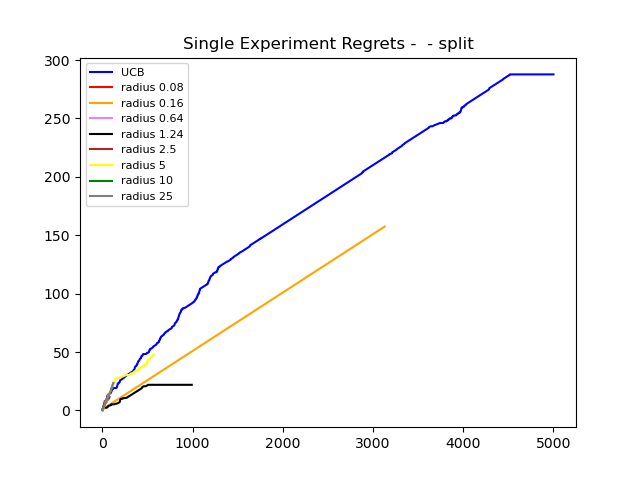 Single Experiment Regrets -  - split
300
250
200
150
100
50
0
UCB
radius 0.08
radius 0.16
radius 0.64
radius 1.24
radius 2.5
radius 5
radius 10
radius 25
0 1000 2000 3000 4000 5000